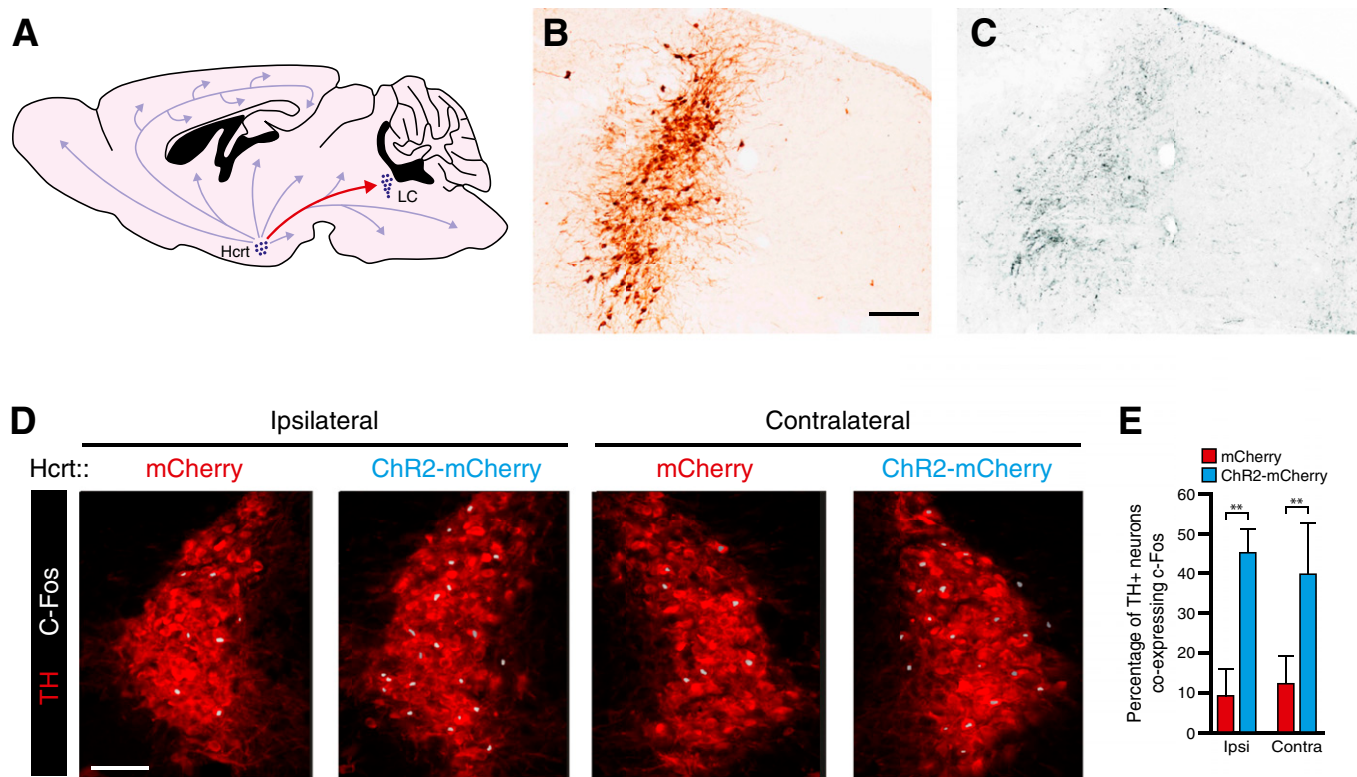 A
Hcrt
LC
B
C
D
Ipsilateral
Contralateral
Hcrt::
mCherry
ChR2-mCherry
mCherry
ChR2-mCherry
TH C-Fos
E
mCherry
ChR2-mCherry
Percentage of TH+ neurons
co-expressing c-Fos
60
50
40
30
20
10
0
**
**
Ipsi
Contra